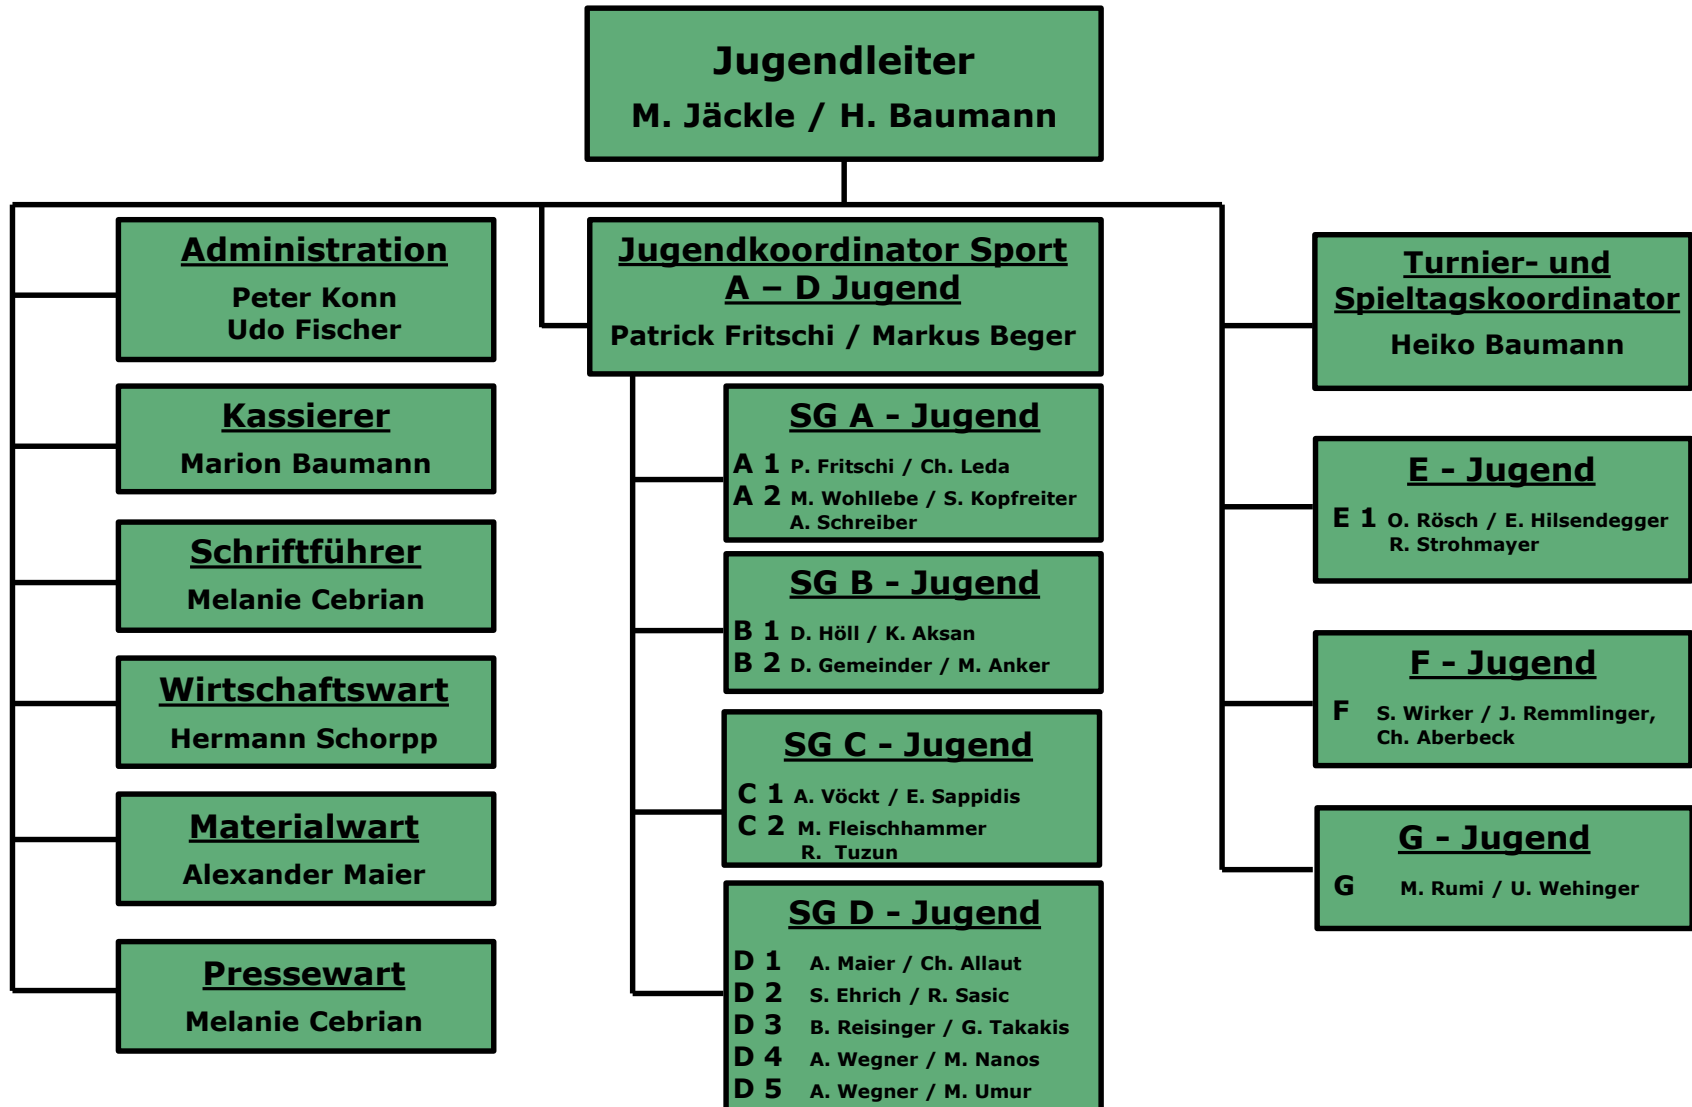 Jugendleiter
M. Jäckle / H. Baumann
Administration
Peter Konn
Udo Fischer
Kassierer
Marion Baumann
Schriftführer
Melanie Cebrian
Wirtschaftswart
Hermann Schorpp
Materialwart
Alexander Maier
Pressewart
Melanie Cebrian
Jugendkoordinator Sport
A – D Jugend
Patrick Fritschi / Markus Beger
SG A - Jugend
A 1 P. Fritschi / Ch. Leda
A 2 M. Wohllebe / S. Kopfreiter
A. Schreiber
SG B - Jugend
B 1 D. Höll / K. Aksan
B 2 D. Gemeinder / M. Anker
SG C - Jugend
C 1 A. Vöckt / E. Sappidis
C 2 M. Fleischhammer
R. Tuzun
SG D - Jugend
D 1 A. Maier / Ch. Allaut
D 2 S. Ehrich / R. Sasic
D 3 B. Reisinger / G. Takakis
D 4 A. Wegner / M. Nanos
D 5 A. Wegner / M. Umur
Turnier- und
Spieltagskoordinator
Heiko Baumann
E - Jugend
E 1 O. Rösch / E. Hilsendegger
R. Strohmayer
F - Jugend
F S. Wirker / J. Remmlinger,
Ch. Aberbeck
G - Jugend
G M. Rumi / U. Wehinger